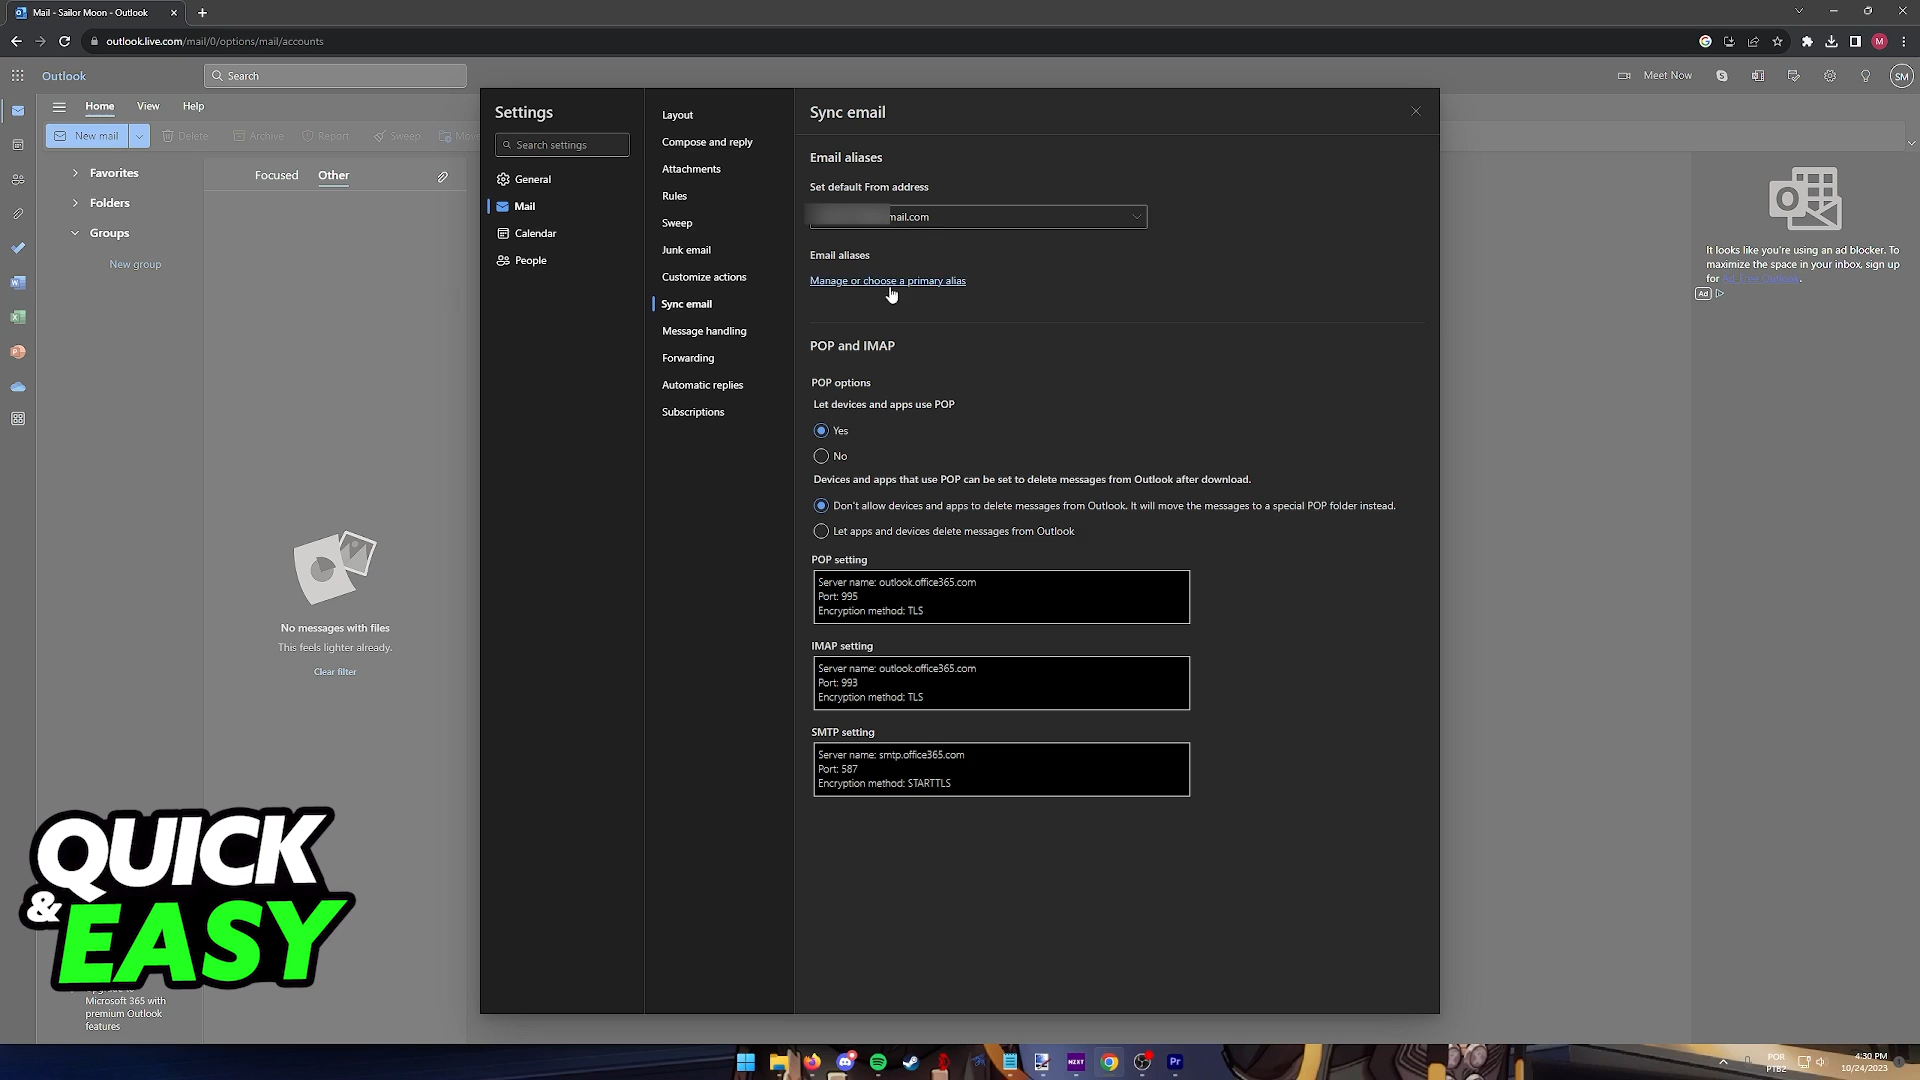 Mail - Sailor Moon - Outlook
outlook.live.com/mail/0/options/mail/accounts
M
Outlook
Search
Meet Now
SM
Home
View
Help
New mail
Delete
Archive
Report
Sweep
Move
Favorites
Folders
Groups
New group
Focused
Other
No messages with files
This feels lighter already.
Clear filter
Microsoft 365 with
premium Outlook
features
QUICK
&
EASY
Settings
Search settings
General
Mail
Calendar
People
Layout
Compose and reply
Attachments
Rules
Sweep
Junk email
Customize actions
Sync email
Message handling
Forwarding
Automatic replies
Subscriptions
Sync email
Email aliases
Set default From address
mail.com
Email aliases
Manage or choose a primary alias
POP and IMAP
POP options
Let devices and apps use POP
Yes
No
Devices and apps that use POP can be set to delete messages from Outlook after download.
Don't allow devices and apps to delete messages from Outlook. It will move the messages to a special POP folder instead.
Let apps and devices delete messages from Outlook
POP setting
Server name: outlook.office365.com
Port: 995
Encryption method: TLS
IMAP setting
Server name: outlook.office365.com
Port: 993
Encryption method: TLS
SMTP setting
Server name: smtp.office365.com
Port: 587
Encryption method: STARTTLS
It looks like you're using an ad blocker. To
maximize the space in your inbox, sign up
for Ad-Free Outlook.
Ad
NZXT
Pr
POR
PTB2
4:30 PM
10/24/2023